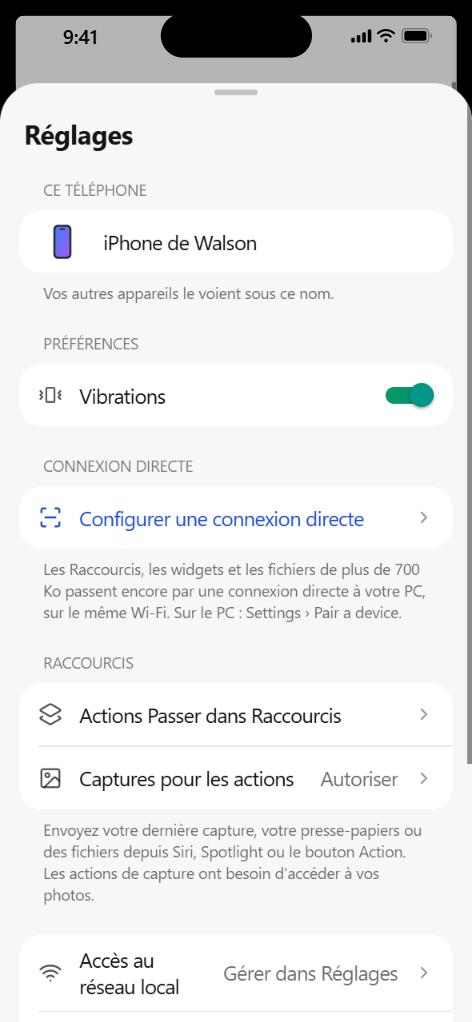 9:41
Réglages
CE TÉLÉPHONE
iPhone de Walson
Vos autres appareils le voient sous ce nom.
PRÉFÉRENCES
Vibrations
CONNEXION DIRECTE
Configurer une connexion directe
Les Raccourcis, les widgets et les fichiers de plus de 700
Ko passent encore par une connexion directe à votre PC,
sur le même Wi-Fi. Sur le PC : Settings › Pair a device.
RACCOURCIS
Actions Passer dans Raccourcis
Captures pour les actions Autoriser
Envoyez votre dernière capture, votre presse-papiers ou
des fichiers depuis Siri, Spotlight ou le bouton Action.
Les actions de capture ont besoin d'accéder à vos
photos.
Accès au
réseau local
Gérer dans Réglages